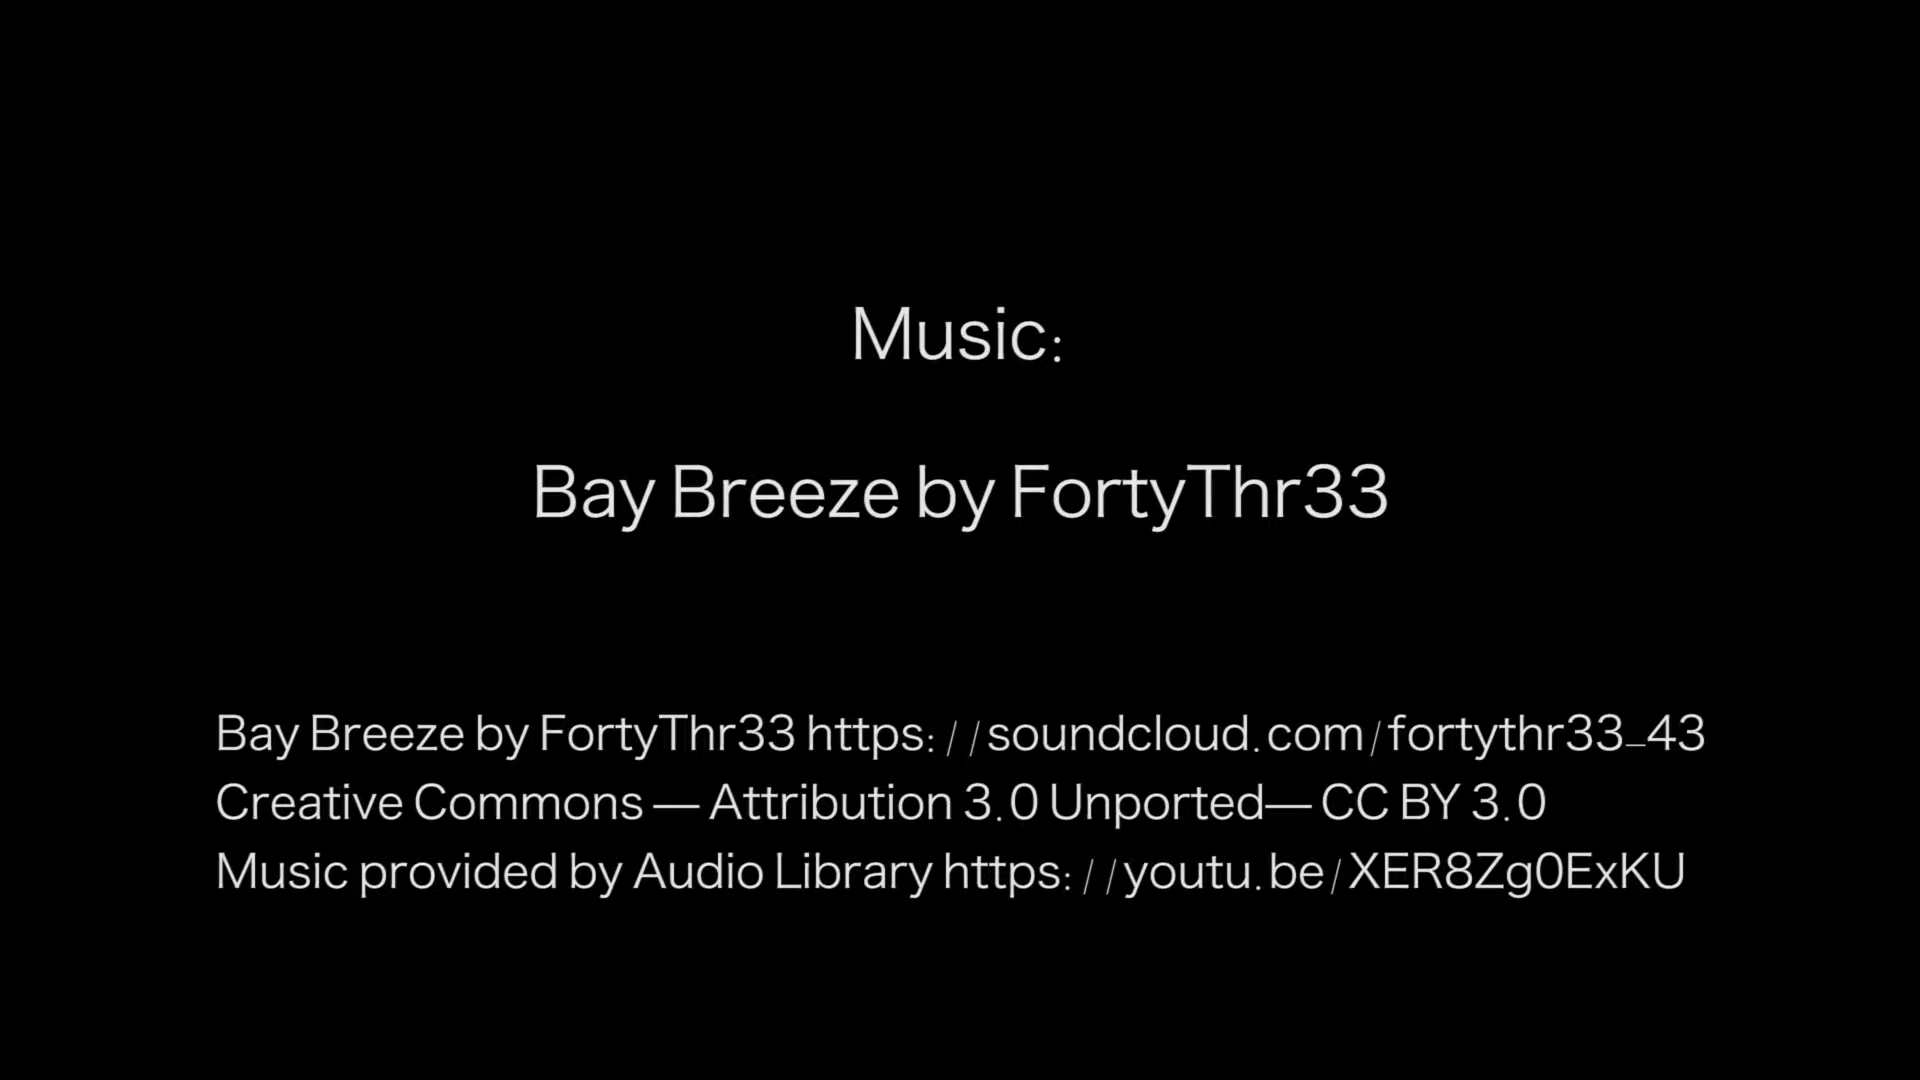 Music:
Bay Breeze by FortyThr33
Bay Breeze by FortyThr33 https://soundcloud.com/fortythr33_43
Creative Commons — Attribution 3.0 Unported— CC BY 3.0
Music provided by Audio Library https://youtu.be/XER8Zg0ExKU